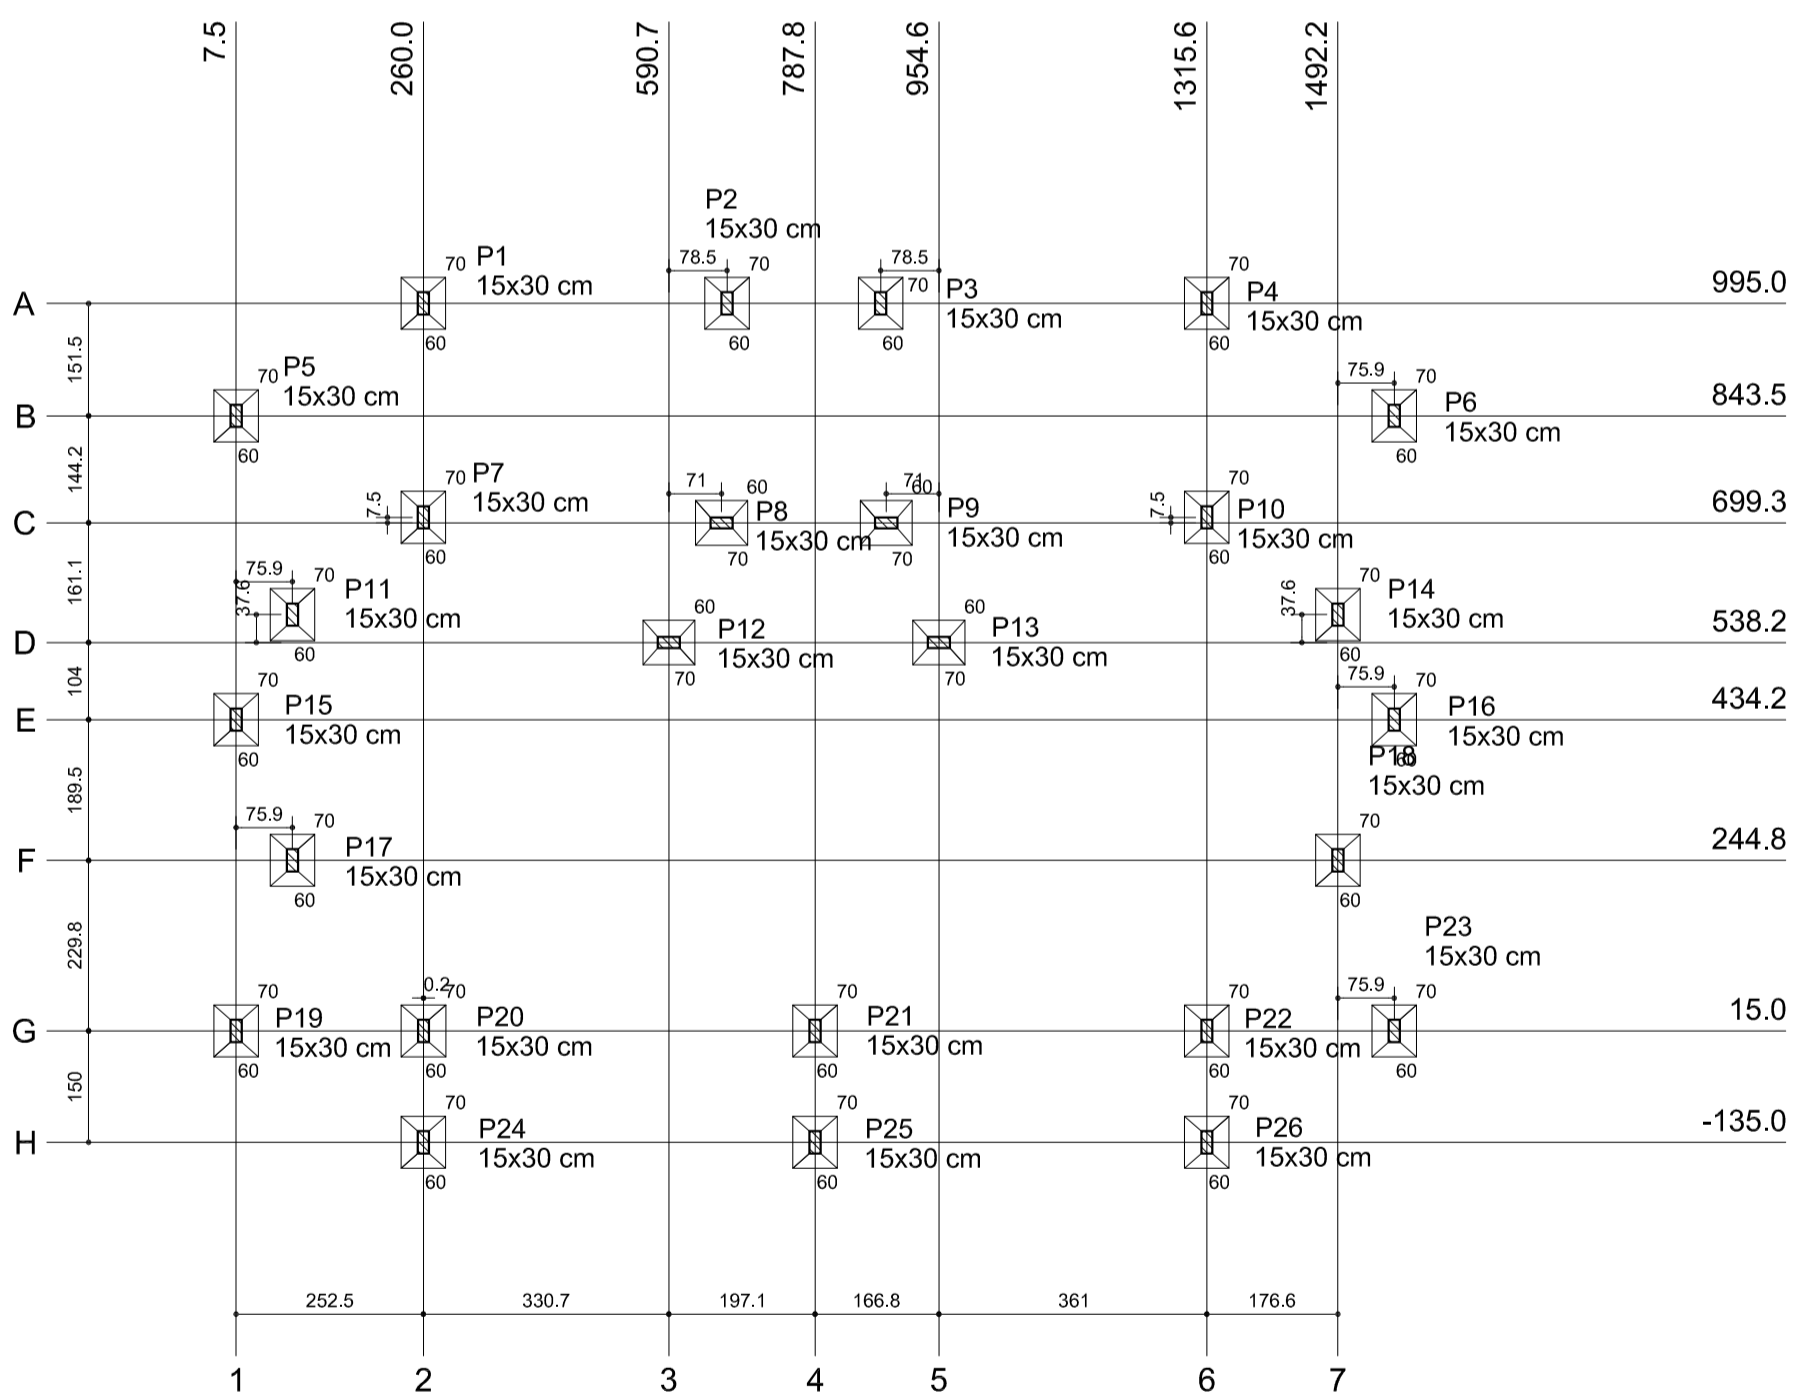 7.5
260.0
590.7
787.8
954.6
1315.6
1492.2
P2
15x30 cm
P1
15x30 cm
70
60
78.5
70
60
78.5
70
60
P3
15x30 cm
70
60
P4
15x30 cm
A
995.0
151.5
P5
15x30 cm
70
60
75.9
70
60
P6
15x30 cm
B
843.5
144.2
P7
15x30 cm
70
60
7.5
71
60
70
P8
15x30 cm
71
60
70
P9
15x30 cm
7.5
70
60
P10
15x30 cm
C
699.3
161.1
75.9
37.6
70
60
P11
15x30 cm
60
70
P12
15x30 cm
60
70
P13
15x30 cm
37.6
70
60
P14
15x30 cm
D
538.2
104
70
60
P15
15x30 cm
75.9
70
60
P16
15x30 cm
E
434.2
P18
15x30 cm
189.5
75.9
70
60
P17
15x30 cm
70
60
F
244.8
229.8
P23
15x30 cm
70
60
P19
15x30 cm
0.2
70
60
P20
15x30 cm
70
60
P21
15x30 cm
70
60
P22
15x30 cm
75.9
70
60
G
15.0
150
70
60
P24
15x30 cm
70
60
P25
15x30 cm
70
60
P26
15x30 cm
H
-135.0
252.5
330.7
197.1
166.8
361
176.6
1
2
3
4
5
6
7